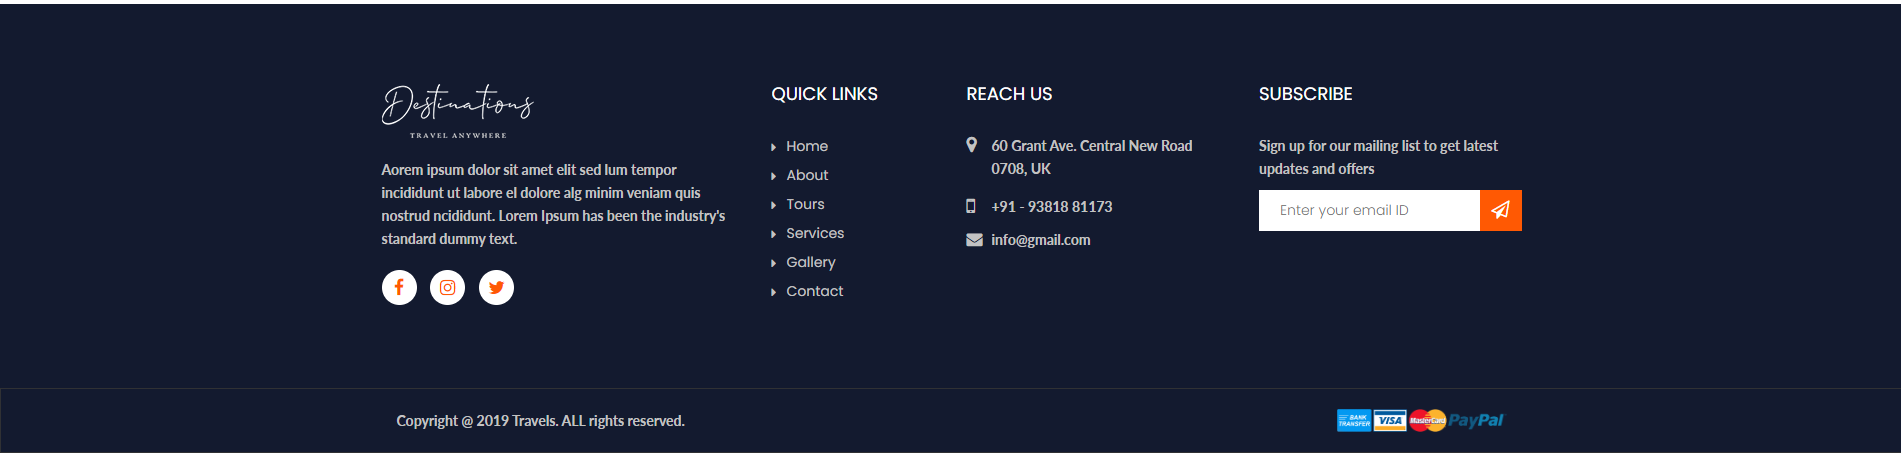 Destinations
TRAVEL ANYWHERE
Aorem ipsum dolor sit amet elit sed lum tempor
incididunt ut labore el dolore alg minim veniam quis
nostrud ncididunt. Lorem Ipsum has been the industry's
standard dummy text.
QUICK LINKS
Home
About
Tours
Services
Gallery
Contact
REACH US
60 Grant Ave. Central New Road
0708, UK
+91 - 93818 81173
info@gmail.com
SUBSCRIBE
Sign up for our mailing list to get latest
updates and offers
Enter your email ID
Copyright @ 2019 Travels. ALL rights reserved.
BANK
TRANSFER
VISA
MasterCard
PayPal